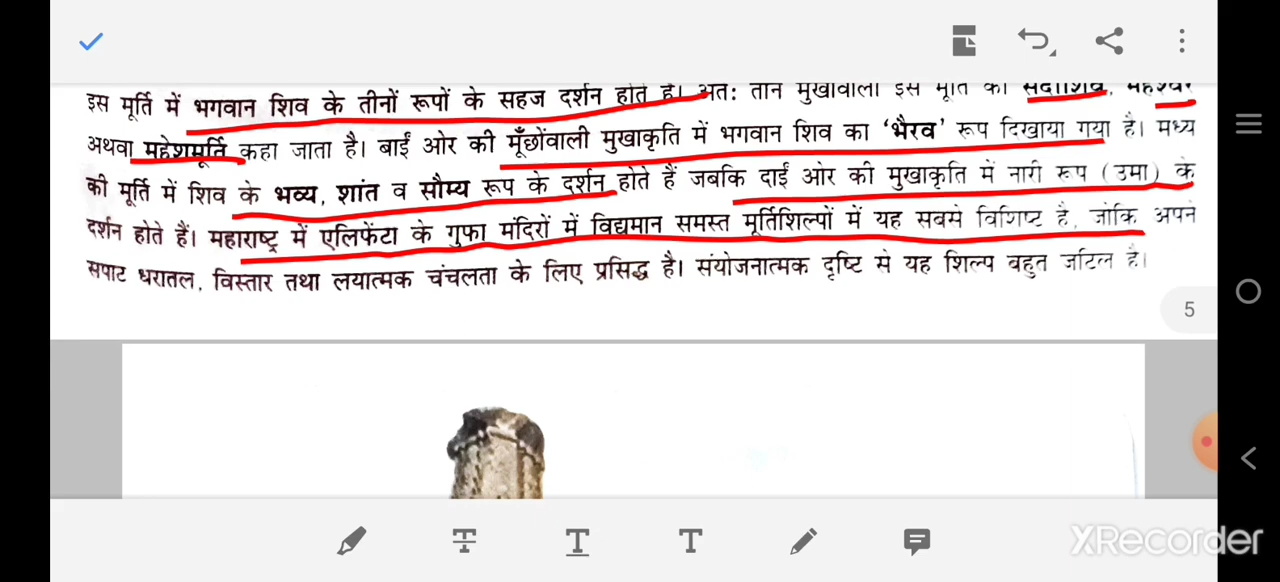 इस मूर्ति में भगवान शिव के तीनों रूपों के सहज दर्शन होते हैं। अत: तीन मुखोंवाली इस मूर्ति को सदाशिव, महेश्वर
अथवा महेशमूर्ति कहा जाता है। बाईं ओर की मूँछोंवाली मुखाकृति में भगवान शिव का ‘भैरव’ रूप दिखाया गया है। मध्य
की मूर्ति में शिव के भव्य, शांत व सौम्य रूप के दर्शन होते हैं जबकि दाईं ओर की मुखाकृति में नारी रूप (उमा) के
दर्शन होते हैं। महाराष्ट्र में एलिफेंटा के गुफा मंदिरों में विद्यमान समस्त मूर्तिशिल्पों में यह सबसे विशिष्ट है, जोकि अपने
सपाट धरातल, विस्तार तथा लयात्मक चंचलता के लिए प्रसिद्ध है। संयोजनात्मक दृष्टि से यह शिल्प बहुत जटिल है।
5
T T T
XRecorder